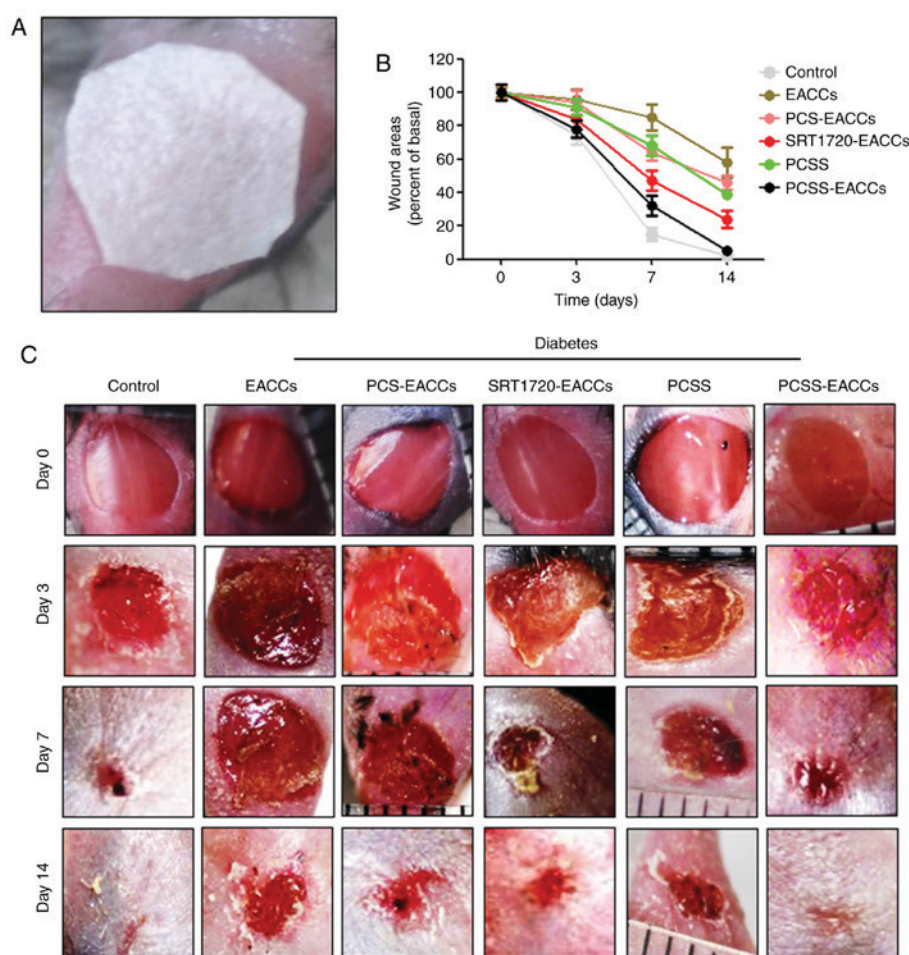 A
B
120
100
80
60
40
20
0
Wound areas
(percent of basal)
0 3 7 14
Time (days)
Control
EACCs
PCS-EACCs
SRT1720-EACCs
PCSS
PCSS-EACCs
C
Diabetes
Control EACCs PCS-EACCs SRT1720-EACCs PCSS PCSS-EACCs
Day 0
Day 3
Day 7
Day 14